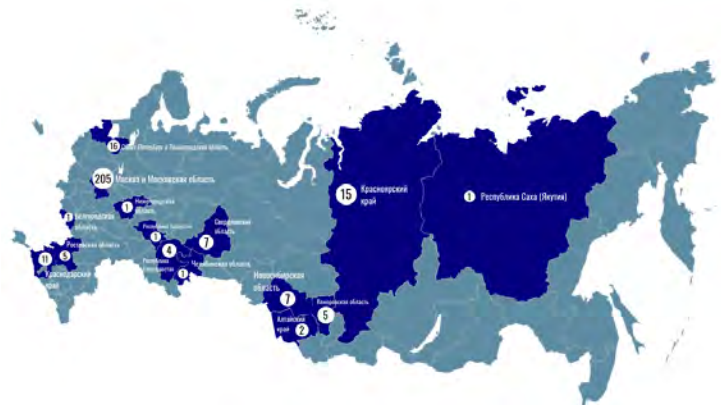 16
Санкт-Петербург и Ленинградская область
205
Москва и Московская область
1
Нижегородская
область
1
Белгородская
область
Республика Татарстан
1
7
Свердловская
область
4
Ростовская область
5
11
Краснодарский
край
Республика
Башкортостан
Челябинская область
1
Новосибирская
область
7
Кемеровская область
5
Алтайский
край
2
15
Красноярский
край
1
Республика Саха (Якутия)